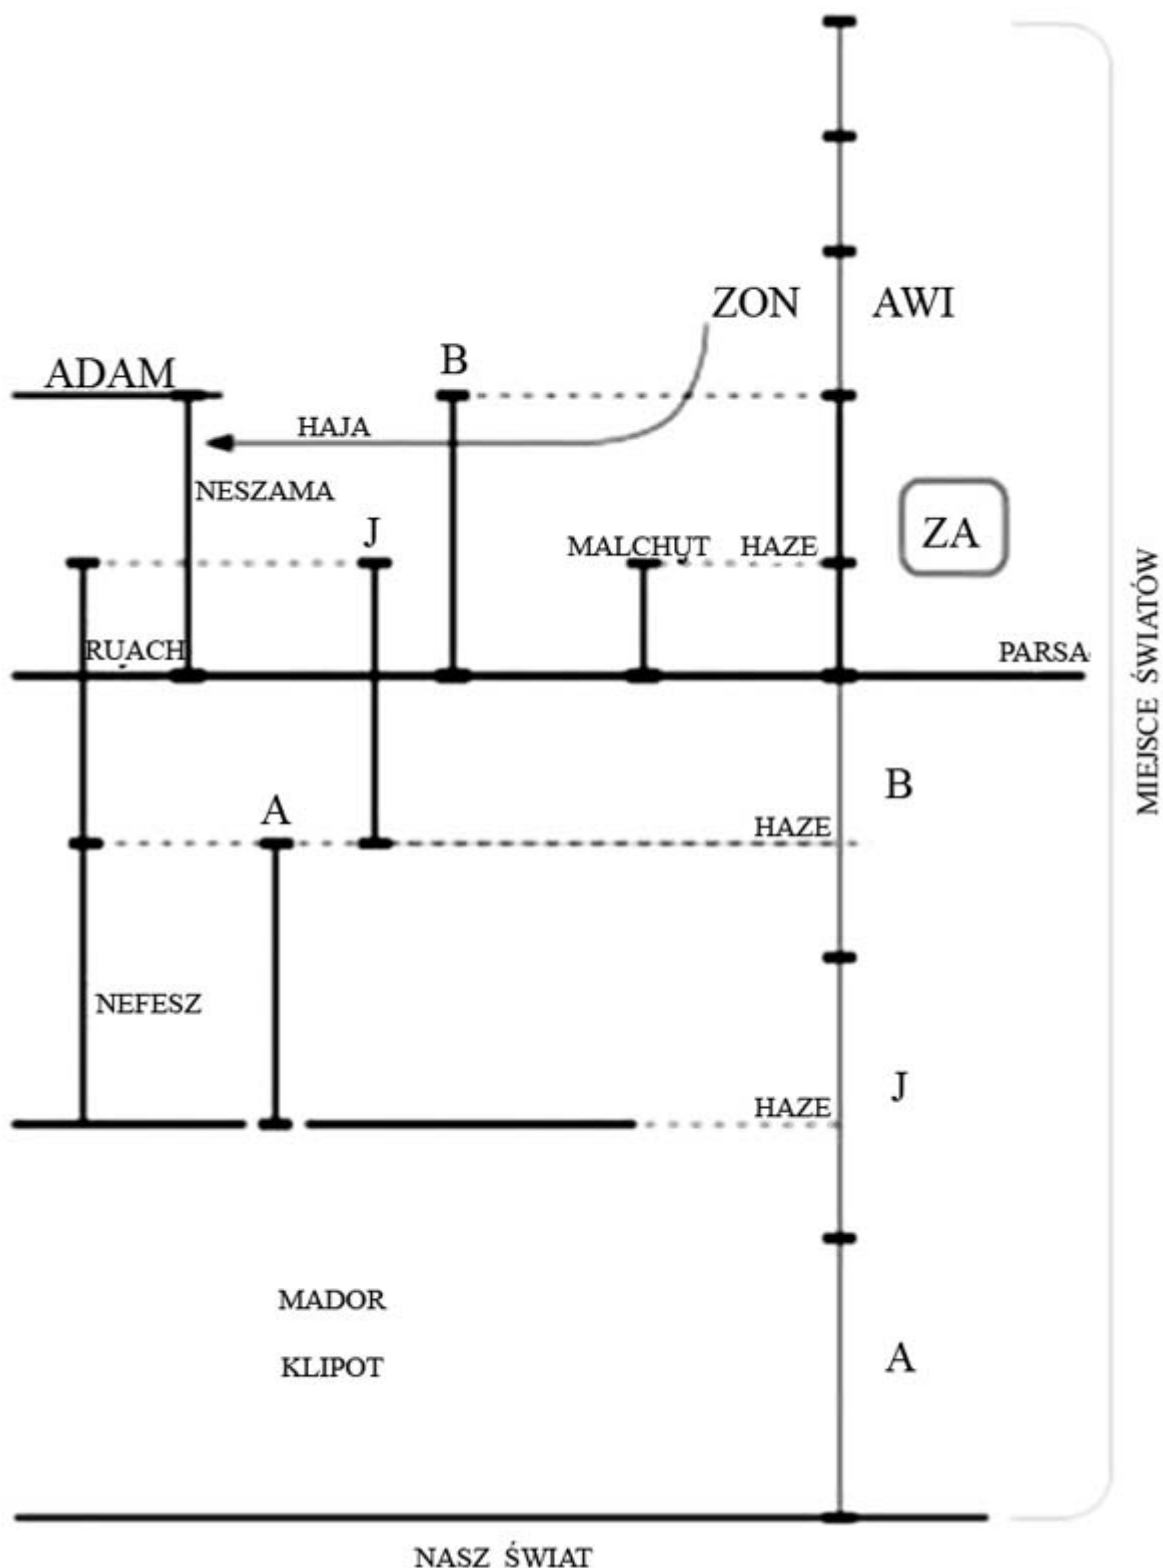 ZON AWI
ADAM
B
HAJA
NESZAMA
J
MALCHUT HAZE
ZA
RUACH
PARSA
MIEJSCE ŚWIATÓW
B
A
HAZE
NEFESZ
J
HAZE
MADOR
KLIPOT
A
NASZ ŚWIAT